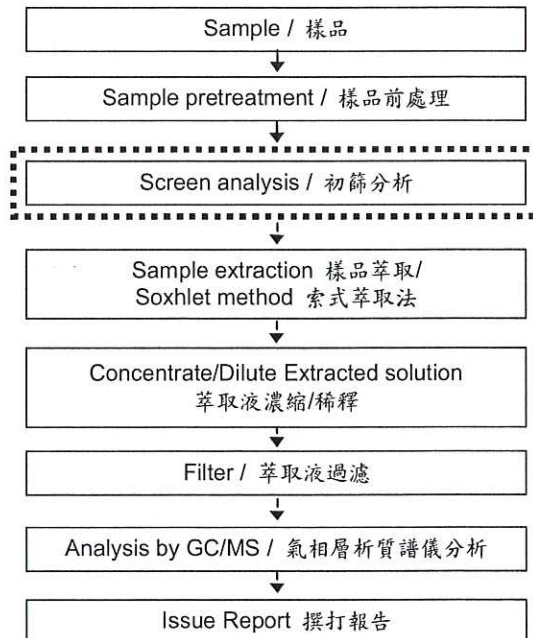 Sample / 樣品
Sample pretreatment / 樣品前處理
Screen analysis / 初篩分析
Sample extraction 樣品萃取/
Soxhlet method 索式萃取法
Concentrate/Dilute Extracted solution
萃取液濃縮/稀釋
Filter / 萃取液過濾
Analysis by GC/MS / 氣相層析質譜儀分析
Issue Report 撰打報告